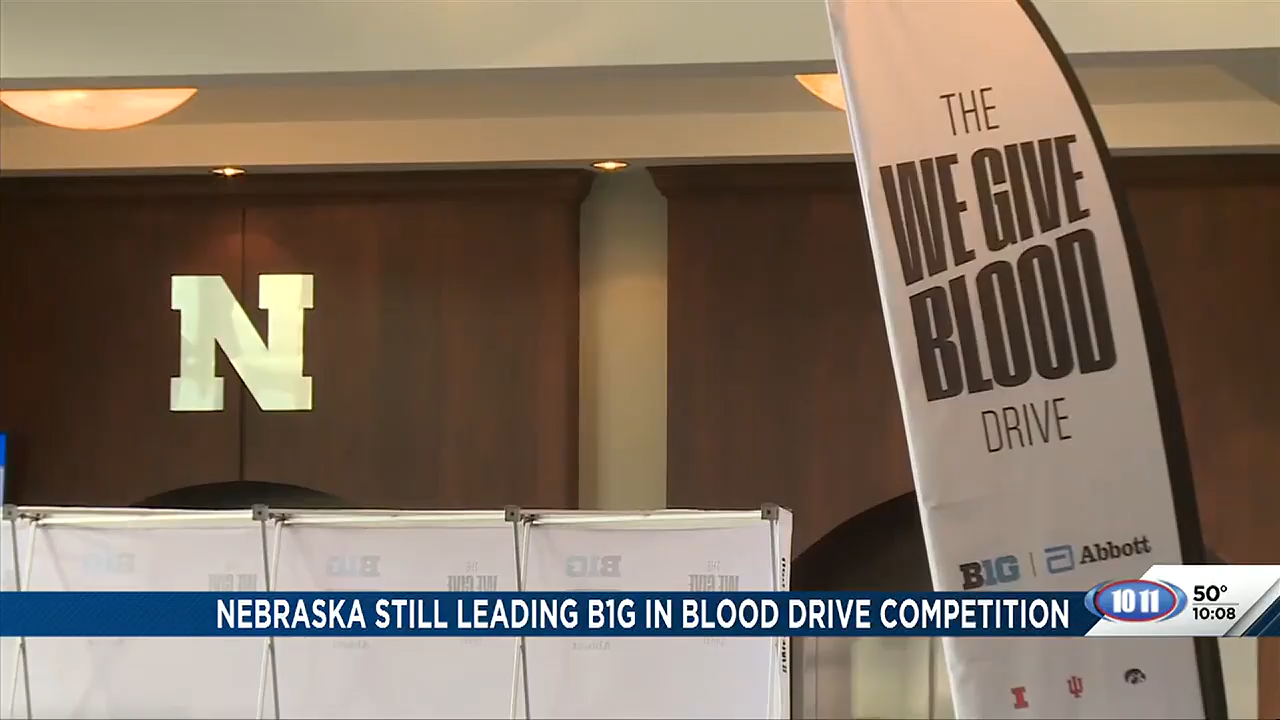 N
THE
WE GIVE
BLOOD
DRIVE
B1G | Abbott
NEBRASKA STILL LEADING B1G IN BLOOD DRIVE COMPETITION
10 11
50°
10:08